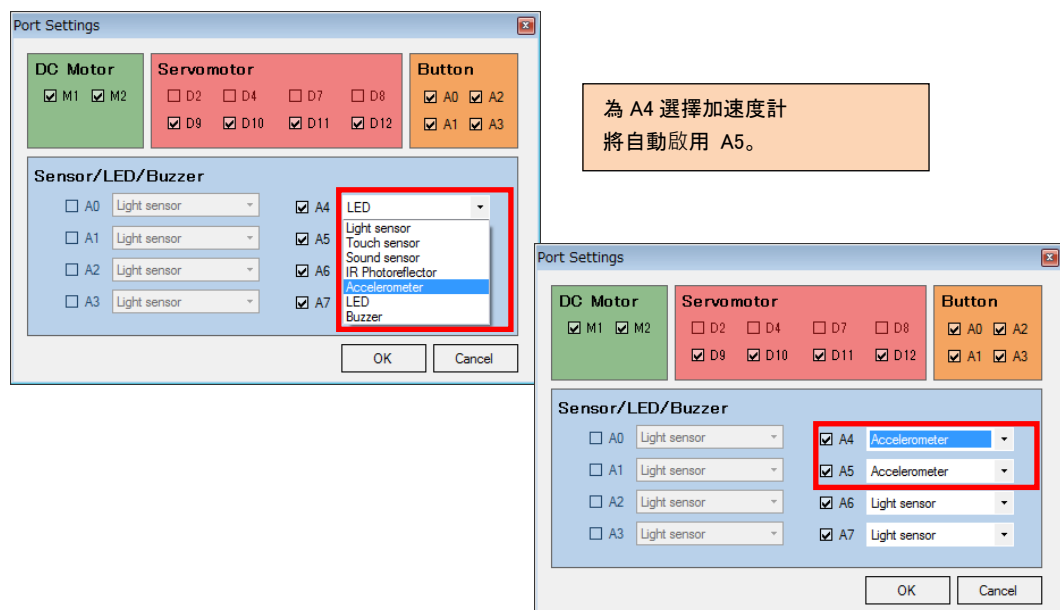 Port Settings
DC Motor
M1 M2
Servomotor
D2 D4 D7 D8
D9 D10 D11 D12
Button
A0 A2
A1 A3
Sensor/LED/Buzzer
A0 Light sensor
A1 Light sensor
A2 Light sensor
A3 Light sensor
A4 LED
A5
A6
A7
Light sensor
Touch sensor
Sound sensor
IR Photoreflector
Accelerometer
LED
Buzzer
OK Cancel
為 A4 選擇加速度計
將自動啟用 A5。
Port Settings
DC Motor
M1 M2
Servomotor
D2 D4 D7 D8
D9 D10 D11 D12
Button
A0 A2
A1 A3
Sensor/LED/Buzzer
A0 Light sensor
A1 Light sensor
A2 Light sensor
A3 Light sensor
A4 Accelerometer
A5 Accelerometer
A6 Light sensor
A7 Light sensor
OK Cancel